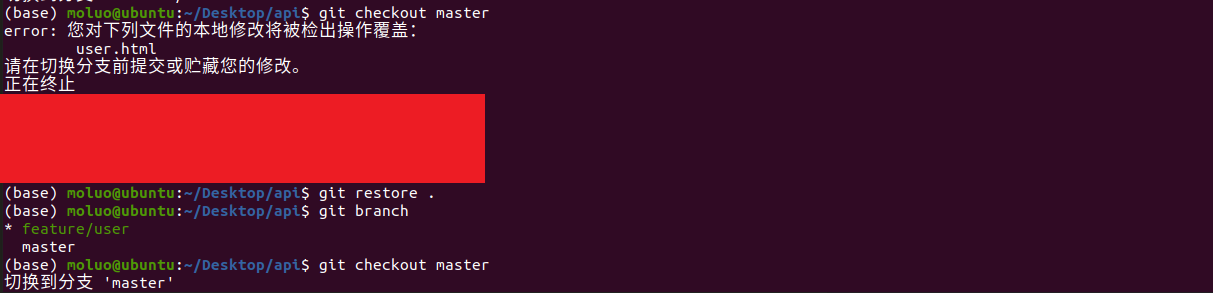 (base) moluo@ubuntu:~/Desktop/api$ git checkout master
error: 您对下列文件的本地修改将被检出操作覆盖：
user.html
请在切换分支前提交或贮藏您的修改。
正在终止
(base) moluo@ubuntu:~/Desktop/api$ git restore .
(base) moluo@ubuntu:~/Desktop/api$ git branch
* feature/user
master
(base) moluo@ubuntu:~/Desktop/api$ git checkout master
切换到分支 'master'